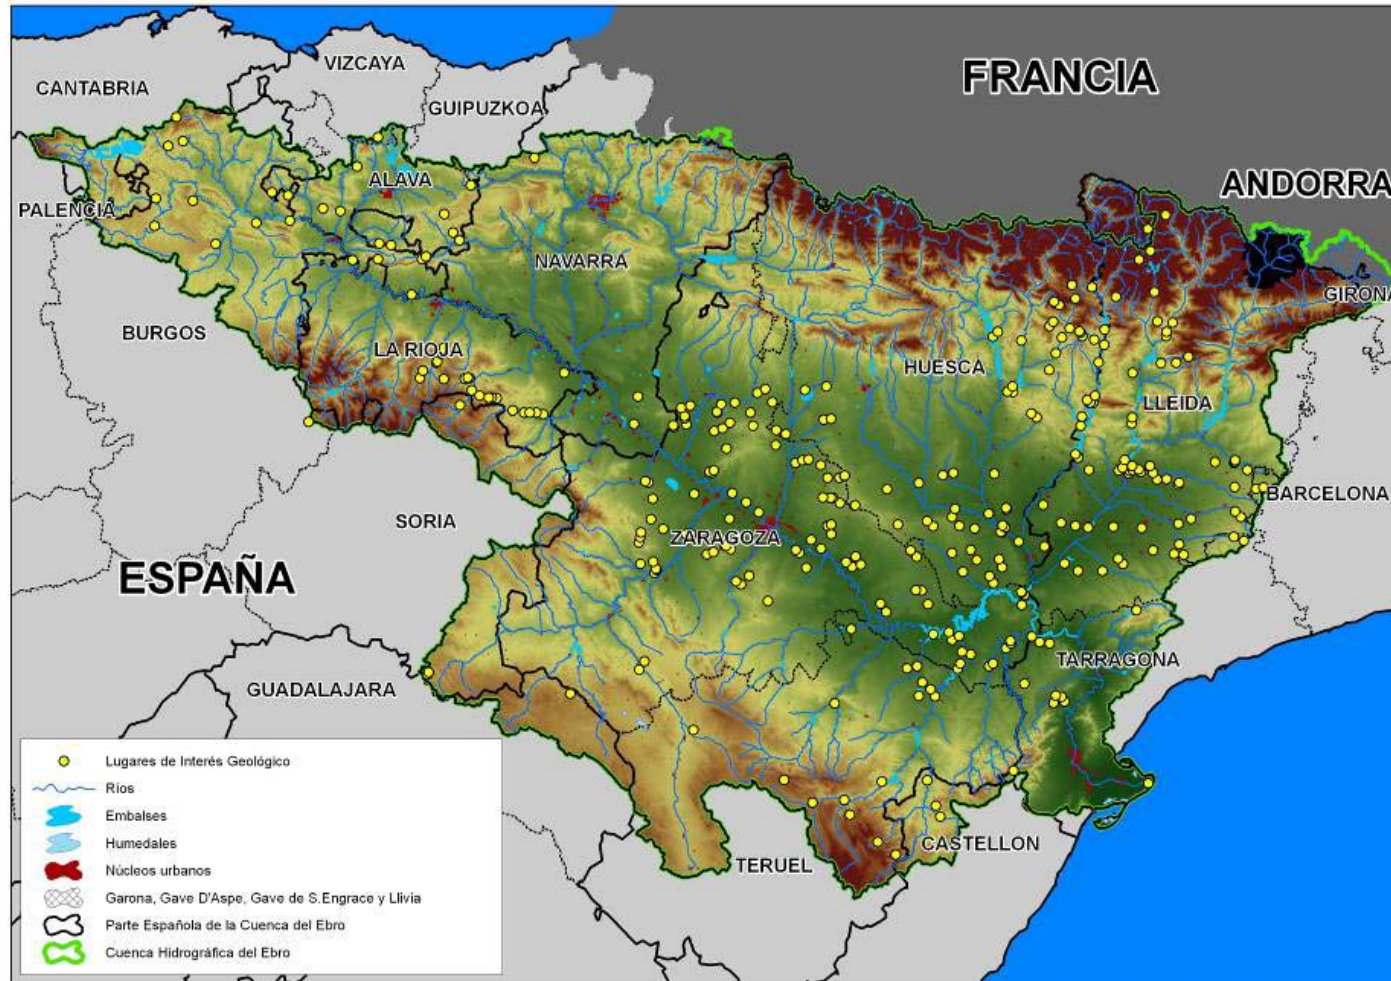 VIZCAYA
CANTABRIA
FRANCIA
GUIPUZKOA
ALAVA
ANDORRA
PALENCIA
NAVARRA
GIRONA
BURGOS
LA RIOJA
HUESCA
LLEIDA
BARCELONA
SORIA
ZARAGOZA
ESPAÑA
TARRAGONA
GUADALAJARA
CASTELLON
TERUEL
Lugares de Interés Geológico
Ríos
Embalses
Humedales
Núcleos urbanos
Garona, Gave D'Aspe, Gave de S.Engrace y Llivia
Parte Española de la Cuenca del Ebro
Cuenca Hidrográfica del Ebro